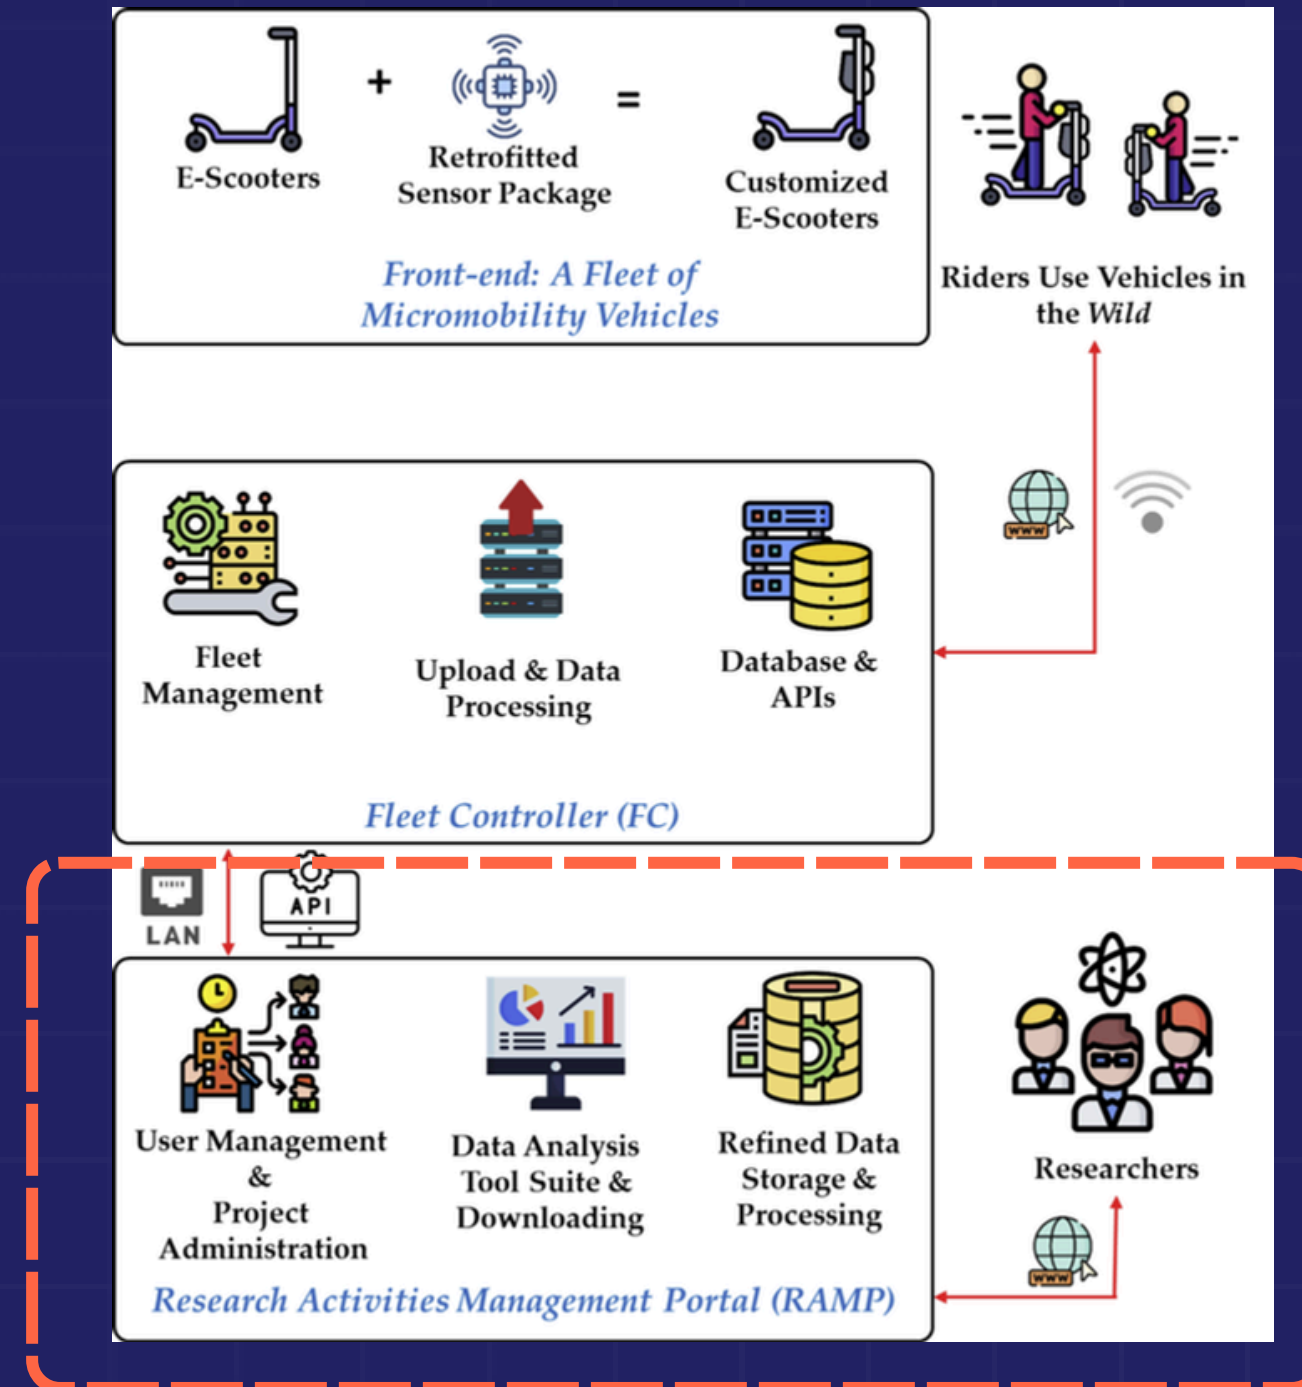 E-Scooters
+
Retrofitted
Sensor Package
=
Customized
E-Scooters
Front-end: A Fleet of
Micromobility Vehicles
Riders Use Vehicles in
the Wild
www
Fleet
Management
Upload & Data
Processing
Database &
APIs
Fleet Controller (FC)
LAN
API
User Management
&
Project
Administration
Data Analysis
Tool Suite &
Downloading
Refined Data
Storage &
Processing
Researchers
www
Research Activities Management Portal (RAMP)